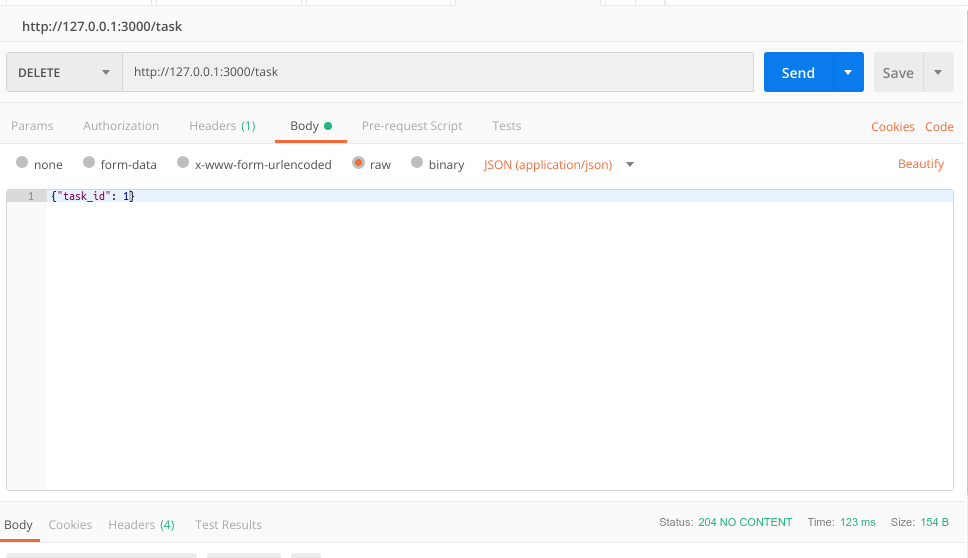 http://127.0.0.1:3000/task
DELETE http://127.0.0.1:3000/task Send Save
Params Authorization Headers (1) Body Pre-request Script Tests Cookies Code
none form-data x-www-form-urlencoded raw binary JSON (application/json) Beautify
1 {"task_id": 1}
Body Cookies Headers (4) Test Results Status: 204 NO CONTENT Time: 123 ms Size: 154 B